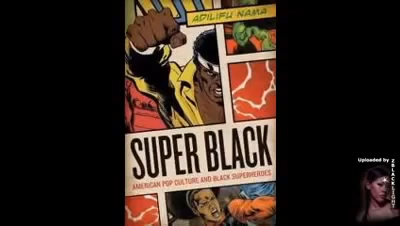 ADILIFU NAMA
SUPER BLACK
AMERICAN POP CULTURE AND BLACK SUPERHEROES
Uploaded by